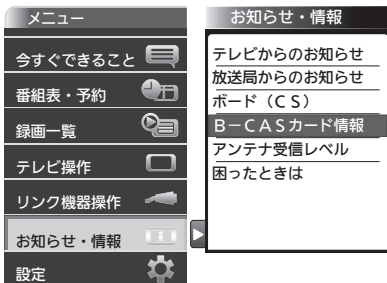 メニュー
今すぐできること
番組表・予約
録画一覧
テレビ操作
リンク機器操作
お知らせ・情報
設定
お知らせ・情報
テレビからのお知らせ
放送局からのお知らせ
ボード（ＣＳ）
Ｂ－ＣＡＳカード情報
アンテナ受信レベル
困ったときは